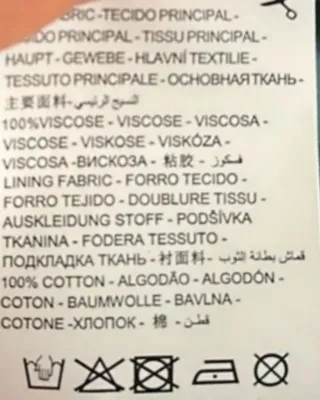 FABRIC-TECIDO PRINCIPAL-
TEJIDO PRINCIPAL - TISSU PRINCIPAL -
HAUPT - GEWEBE - HLAVNÍ TEXTILIE -
TESSUTO PRINCIPALE - ОСНОВНАЯ ТКАНЬ -
主要面料- النسيج الرئيسي-
100%VISCOSE - VISCOSE - VISCOSA -
VISCOSE - VISKOSE - VISKÓZA -
VISCOSA -ВИСКОЗА - 粘胶 - فسكوز -
LINING FABRIC - FORRO TECIDO -
FORRO TEJIDO - DOUBLURE TISSU -
AUSKLEIDUNG STOFF - PODŠÍVKA
TKANINA - FODERA TESSUTO -
ПОДКЛАДКА ТКАНЬ - 衬面料 - قماش بطانة الثوب -
100% COTTON - ALGODÃO - ALGODÓN -
COTON - BAUMWOLLE - BAVLNA -
COTONE -ХЛОПОК - 棉 - قطن -